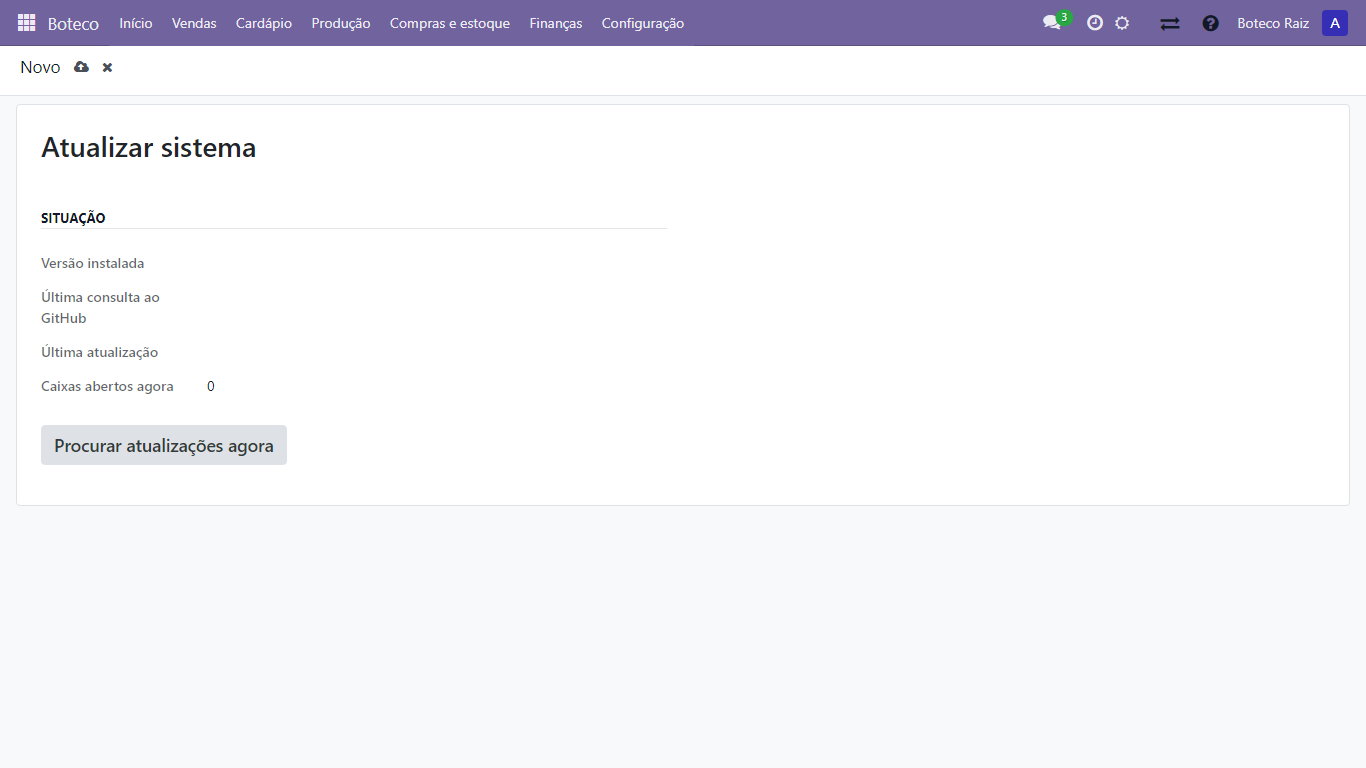 Boteco Início Vendas Cardápio Produção Compras e estoque Finanças Configuração 3 Boteco Raiz A
Novo
Atualizar sistema
SITUAÇÃO
Versão instalada
Última consulta ao
GitHub
Última atualização
Caixas abertos agora 0
Procurar atualizações agora